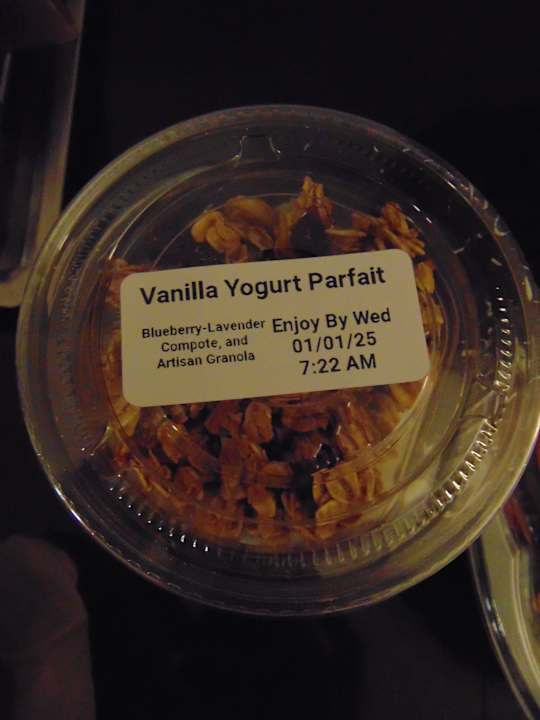 Vanilla Yogurt Parfait
Blueberry-Lavender
Compote, and
Artisan Granola
Enjoy By Wed
01/01/25
7:22 AM